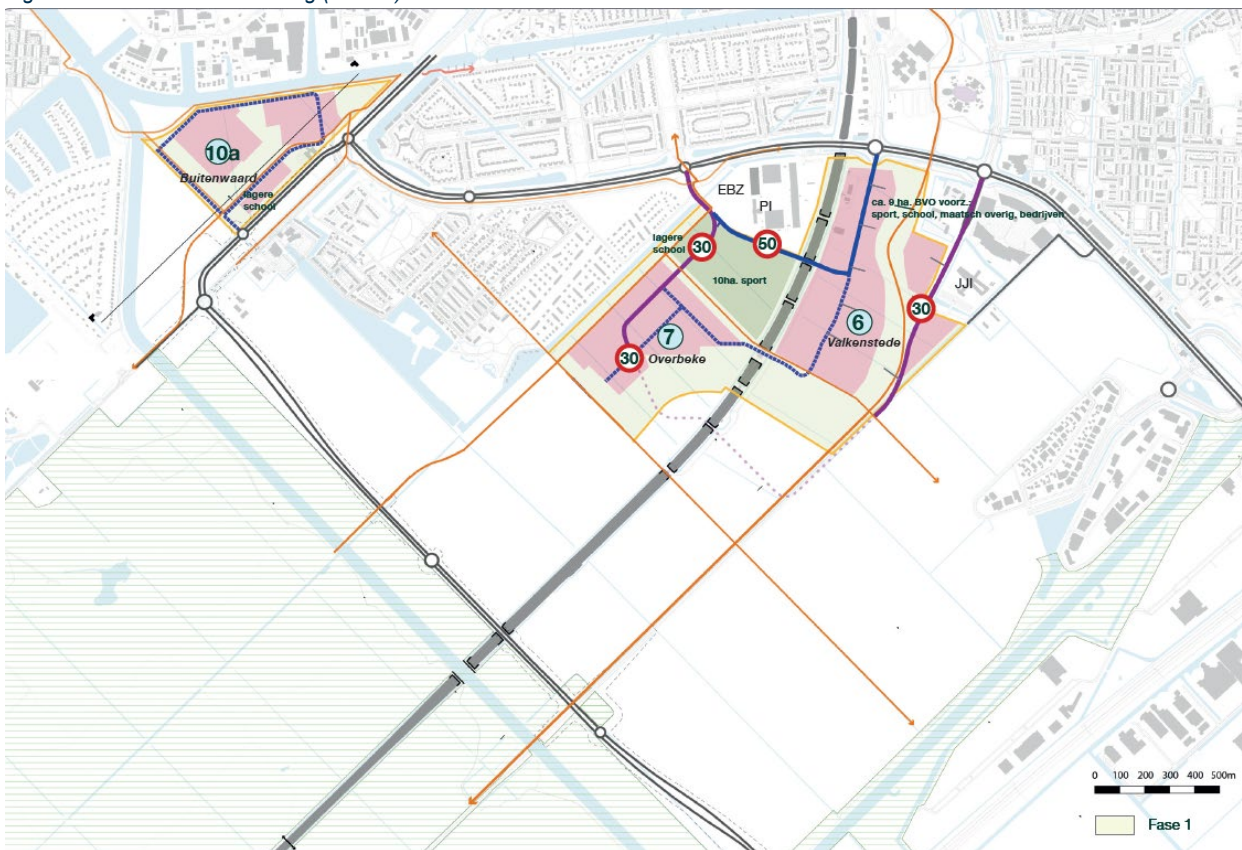 10a
Buitenwaard
lagere
school
EBZ
PI
ca. 9 ha. BVO voorz.:
sport, school, maatsch overig, bedrijven
lagere
school
30
50
10ha. sport
JJI
30
7
Overbeke
30
6
Valkenstede
0 100 200 300 400 500m
Fase 1